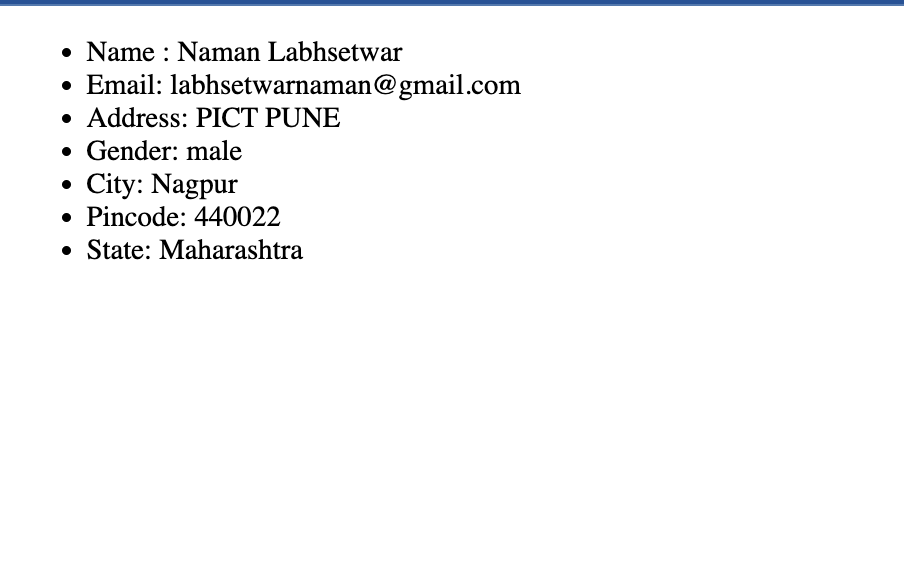 Name : Naman Labhsetwar
Email: labhsetwarnaman@gmail.com
Address: PICT PUNE
Gender: male
City: Nagpur
Pincode: 440022
State: Maharashtra